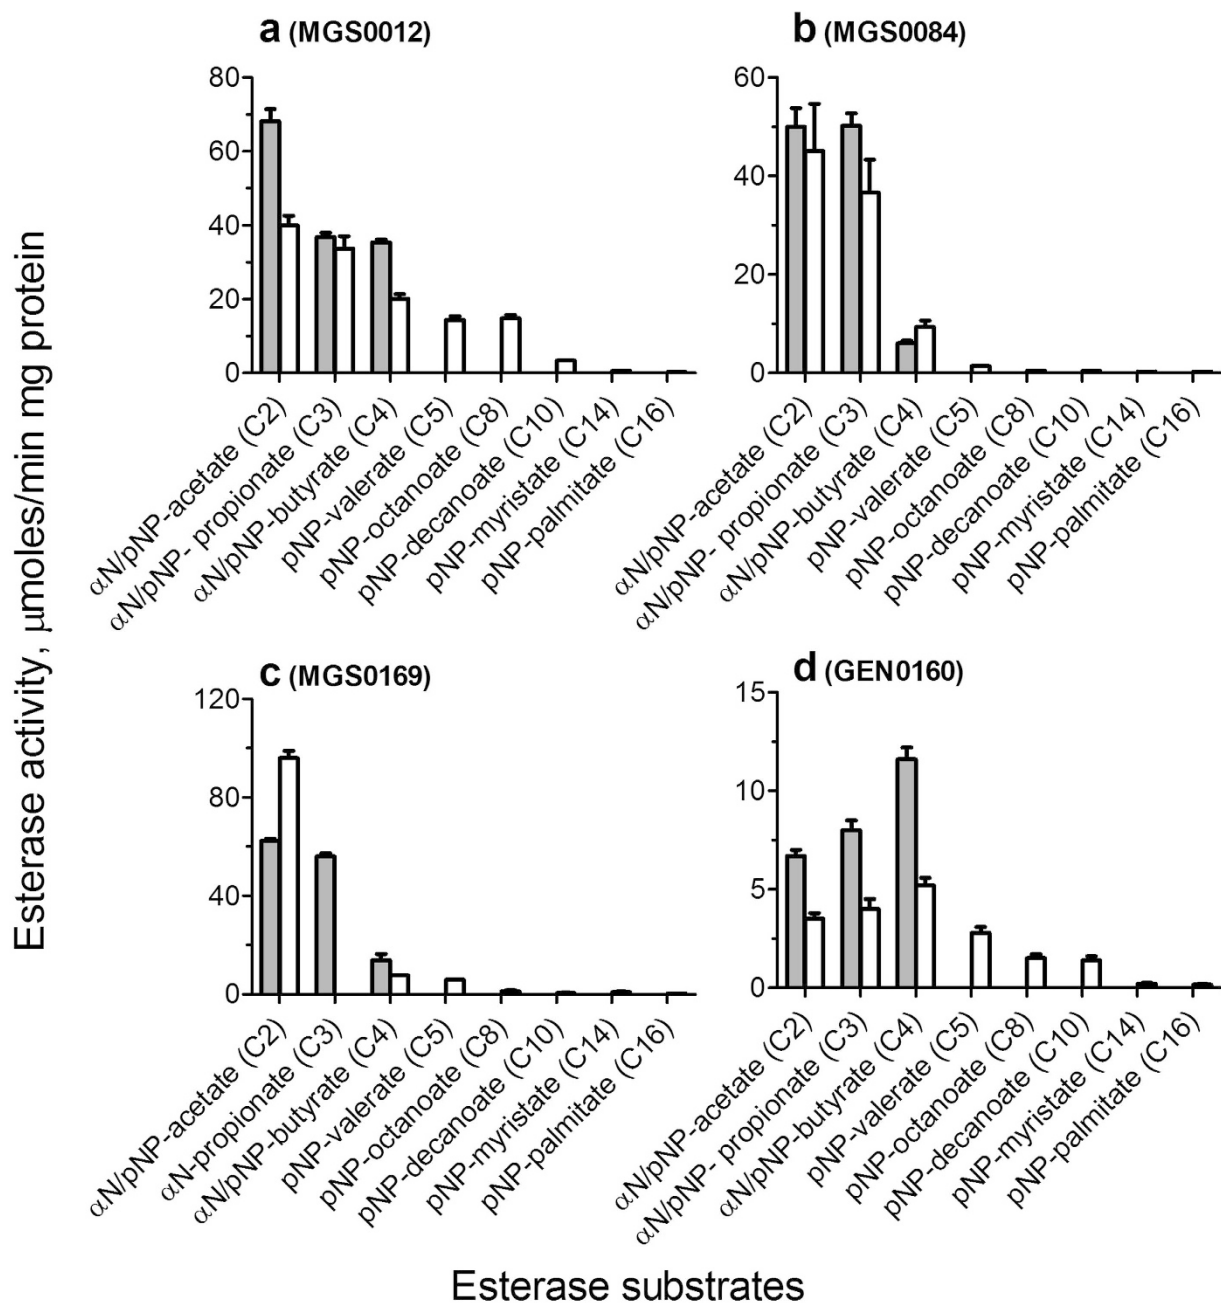 a (MGS0012)
80
60
40
20
0
αN/pNP-acetate (C2)
αN/pNP- propionate (C3)
αN/pNP-butyrate (C4)
pNP-valerate (C5)
pNP-octanoate (C8)
pNP-decanoate (C10)
pNP-myristate (C14)
pNP-palmitate (C16)
b (MGS0084)
60
40
20
0
αN/pNP-acetate (C2)
αN/pNP- propionate (C3)
αN/pNP-butyrate (C4)
pNP-valerate (C5)
pNP-octanoate (C8)
pNP-decanoate (C10)
pNP-myristate (C14)
pNP-palmitate (C16)
Esterase activity, μmoles/min mg protein
c (MGS0169)
120
80
40
0
αN/pNP-acetate (C2)
αN-propionate (C3)
αN/pNP-butyrate (C4)
pNP-valerate (C5)
pNP-octanoate (C8)
pNP-decanoate (C10)
pNP-myristate (C14)
pNP-palmitate (C16)
d (GEN0160)
15
10
5
0
αN/pNP-acetate (C2)
αN/pNP- propionate (C3)
αN/pNP-butyrate (C4)
pNP-valerate (C5)
pNP-octanoate (C8)
pNP-decanoate (C10)
pNP-myristate (C14)
pNP-palmitate (C16)
Esterase substrates